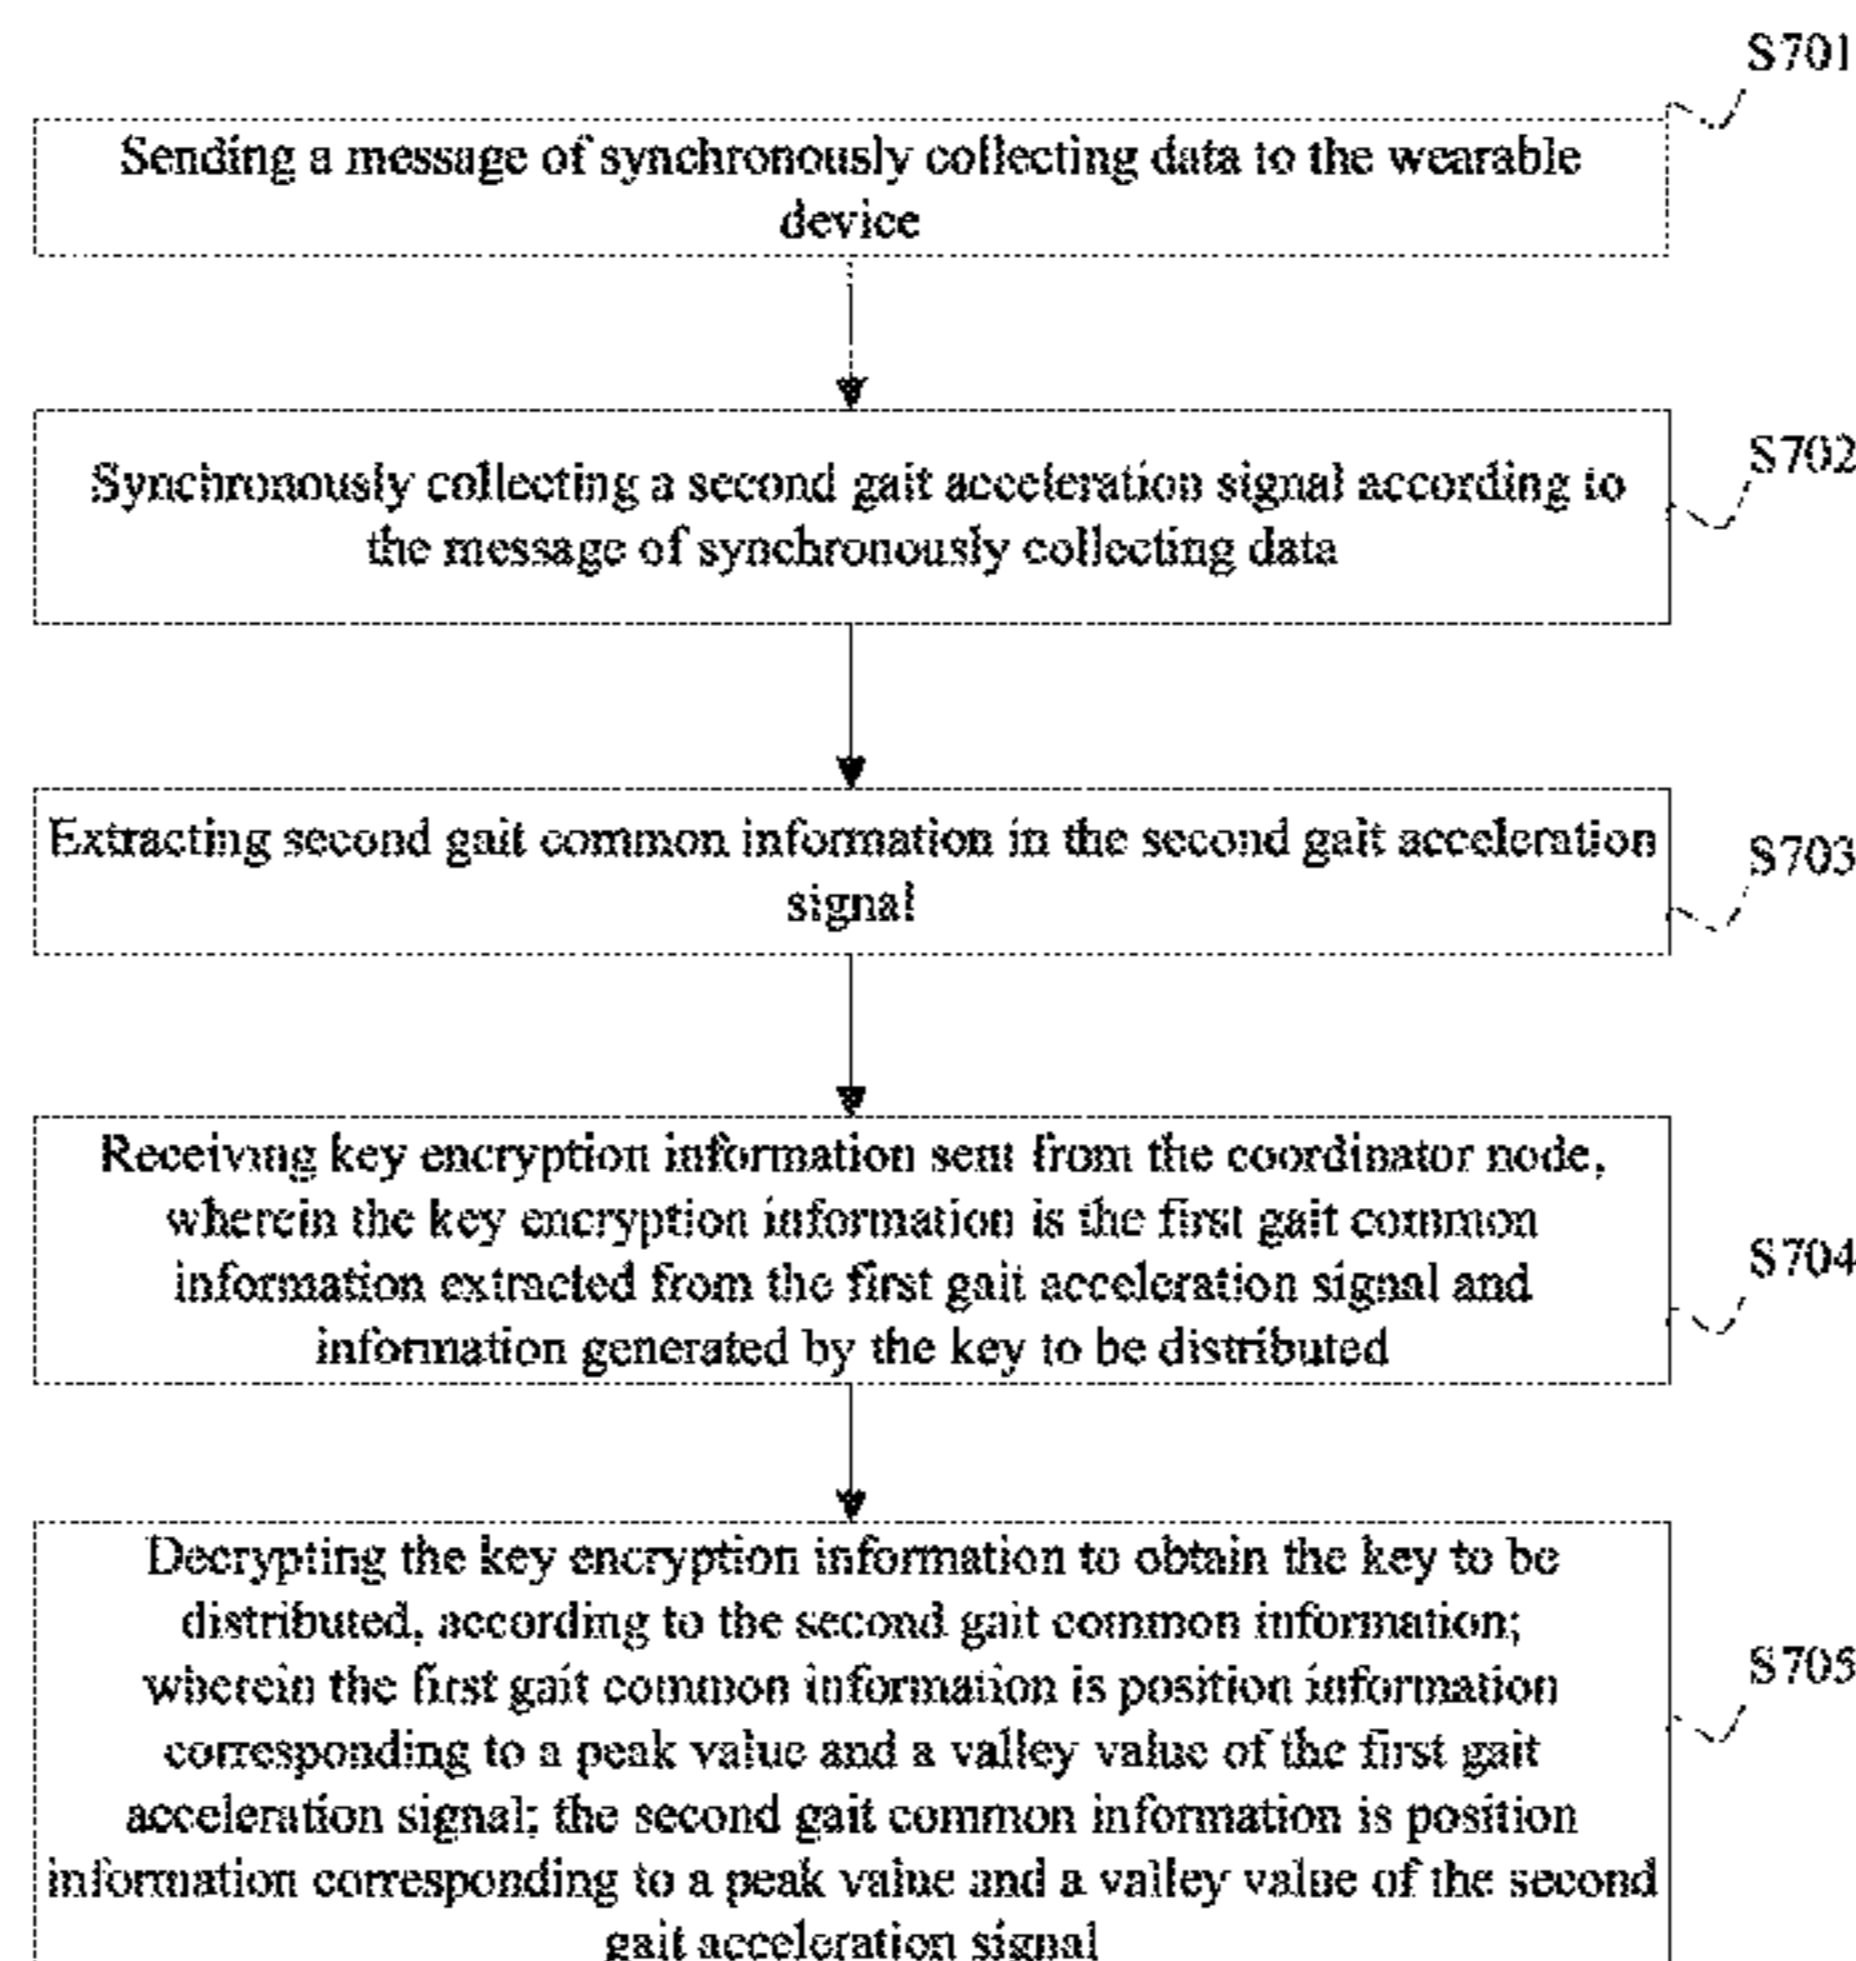 S701
Sending a message of synchronously collecting data to the wearable
device
S702
Synchronously collecting a second gait acceleration signal according to
the message of synchronously collecting data
Extracting second gait common information in the second gait acceleration
signal
S703
Receiving key encryption information sent from the coordinator node,
wherein the key encryption information is the first gait common
information extracted from the first gait acceleration signal and
information generated by the key to be distributed
S704
Decrypting the key encryption information to obtain the key to be
distributed, according to the second gait common information;
wherein the first gait common information is position information
corresponding to a peak value and a valley value of the first gait
acceleration signal; the second gait common information is position
information corresponding to a peak value and a valley value of the second
gait acceleration signal
S705